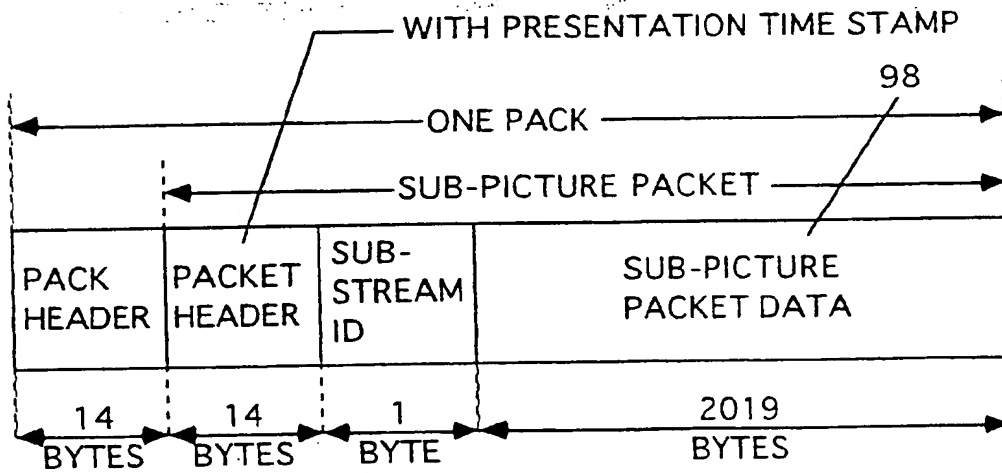 WITH PRESENTATION TIME STAMP
98
ONE PACK
SUB-PICTURE PACKET
PACK
HEADER
PACKET
HEADER
SUB-
STREAM
ID
SUB-PICTURE
PACKET DATA
14
BYTES
14
BYTES
1
BYTE
2019
BYTES